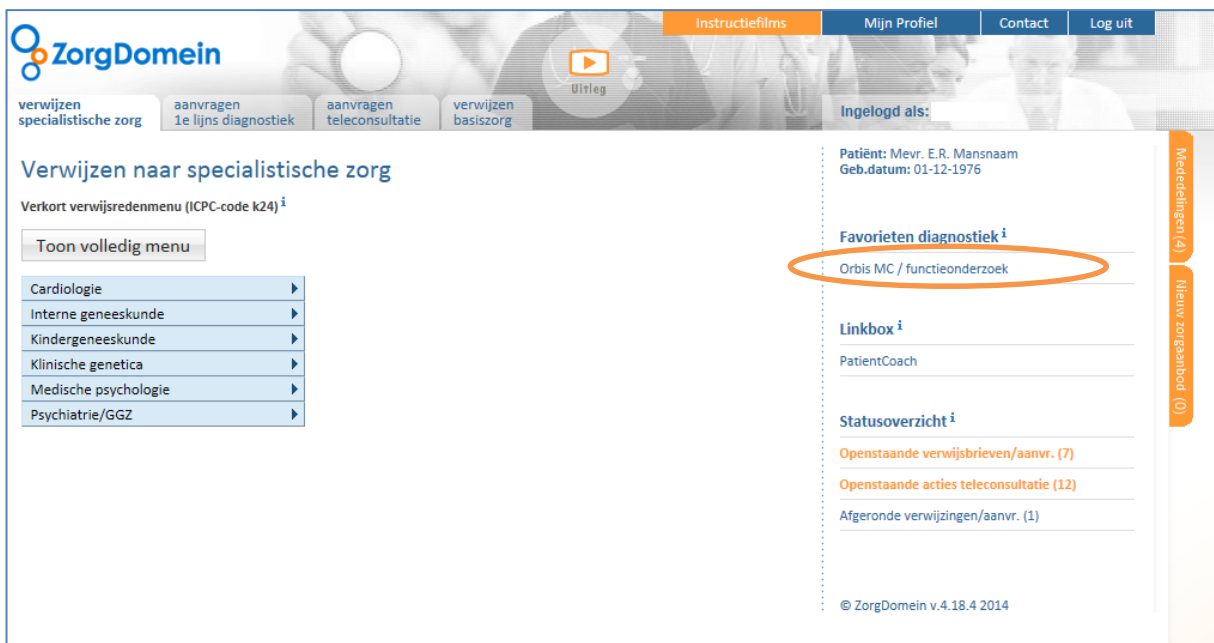 Instructiefilms
Mijn Profiel
Contact
Log uit
ZorgDomein
Uitleg
verwijzen
specialistische zorg
aanvragen
1e lijns diagnostiek
aanvragen
teleconsultatie
verwijzen
basiszorg
Ingelogd als:
Verwijzen naar specialistische zorg
Verkort verwijsredenmenu (ICPC-code k24) i
Toon volledig menu
Cardiologie
Interne geneeskunde
Kindergeneeskunde
Klinische genetica
Medische psychologie
Psychiatrie/GGZ
Patiënt: Mevr. E.R. Mansnaam
Geb.datum: 01-12-1976
Favorieten diagnostiek i
Orbis MC / functieonderzoek
Linkbox i
PatientCoach
Statusoverzicht i
Openstaande verwijsbrieven/aanvr. (7)
Openstaande acties teleconsultatie (12)
Afgeronde verwijzingen/aanvr. (1)
© ZorgDomein v.4.18.4 2014
Mededelingen (4)
Nieuw zorgaanbod (0)